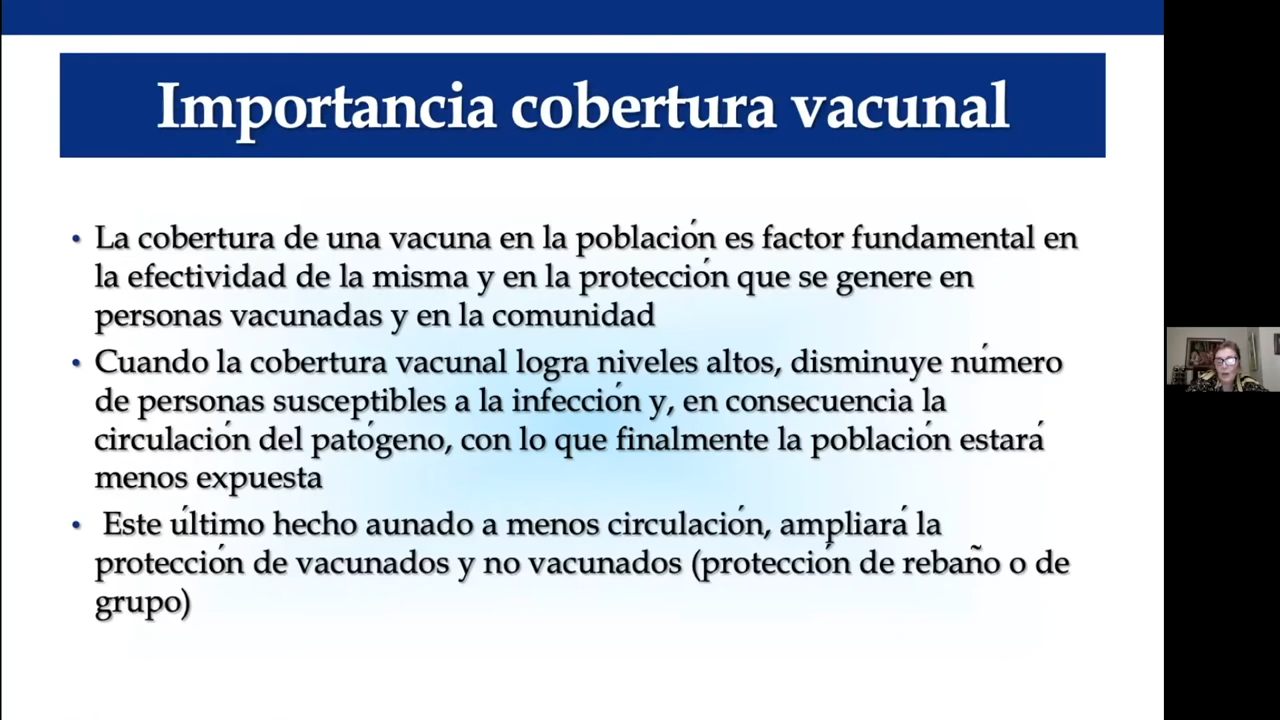 Importancia cobertura vacunal
• La cobertura de una vacuna en la población es factor fundamental en
la efectividad de la misma y en la protección que se genere en
personas vacunadas y en la comunidad
• Cuando la cobertura vacunal logra niveles altos, disminuye número
de personas susceptibles a la infección y, en consecuencia la
circulación del patógeno, con lo que finalmente la población estará
menos expuesta
• Este último hecho aunado a menos circulación, ampliará la
protección de vacunados y no vacunados (protección de rebaño o de
grupo)